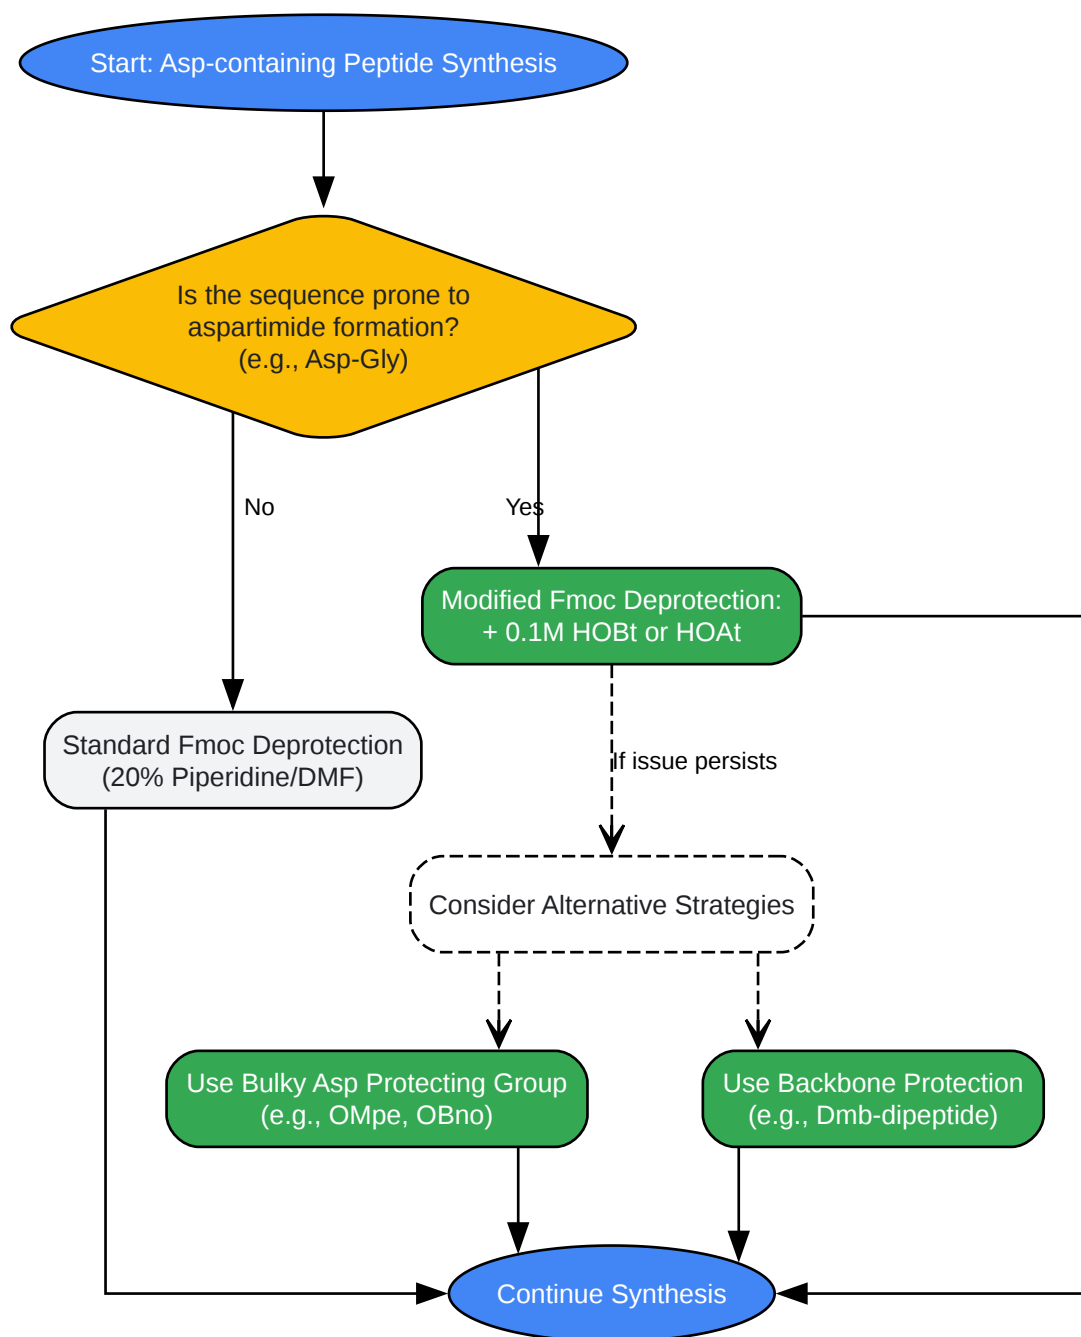 Start: Asp-containing Peptide Synthesis
Is the sequence prone to
aspartimide formation?
(e.g., Asp-Gly)
No
Yes
Modified Fmoc Deprotection:
+ 0.1M HOBt or HOAt
Standard Fmoc Deprotection
(20% Piperidine/DMF)
If issue persists
Consider Alternative Strategies
Use Bulky Asp Protecting Group
(e.g., OMpe, OBno)
Use Backbone Protection
(e.g., Dmb-dipeptide)
Continue Synthesis